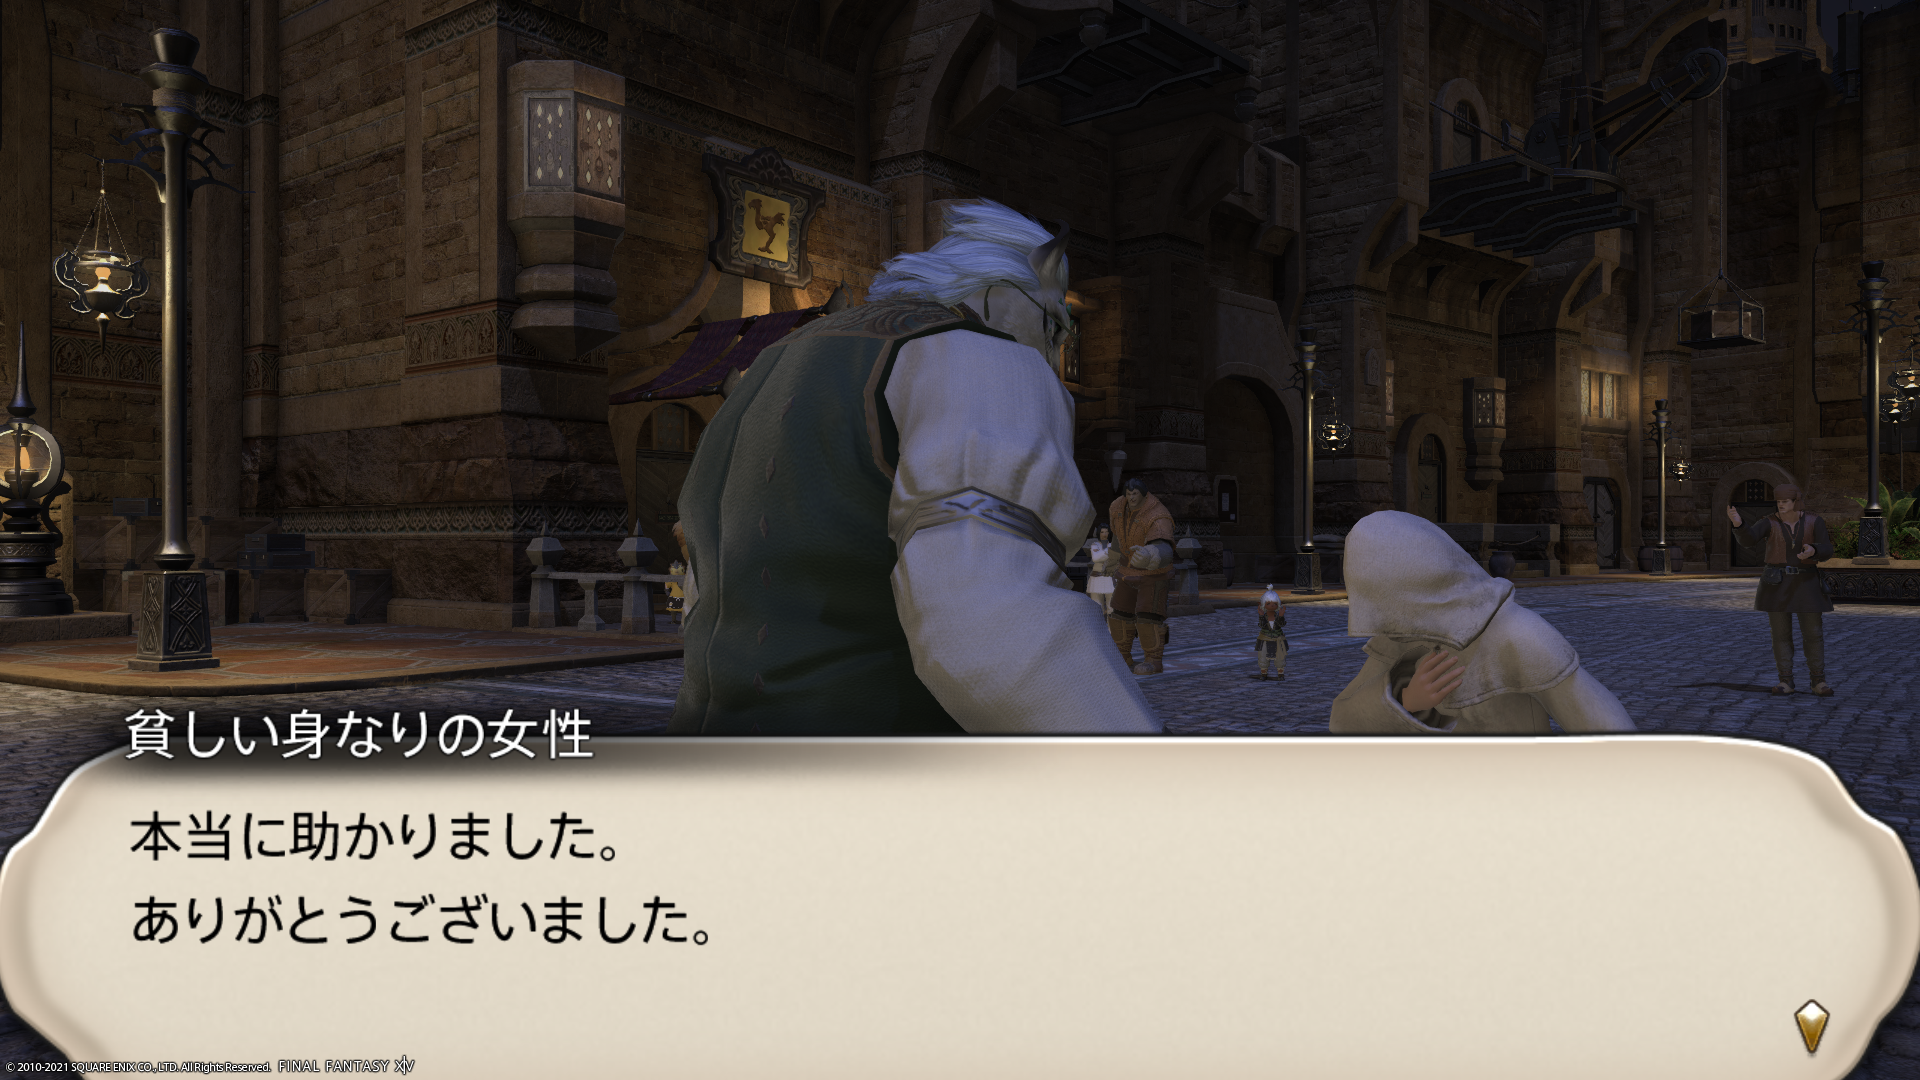 貧しい身なりの女性
本当に助かりました。
ありがとうございました。
© 2010-2021 SQUARE ENIX CO., LTD. All Rights Reserved. FINAL FANTASY XIV